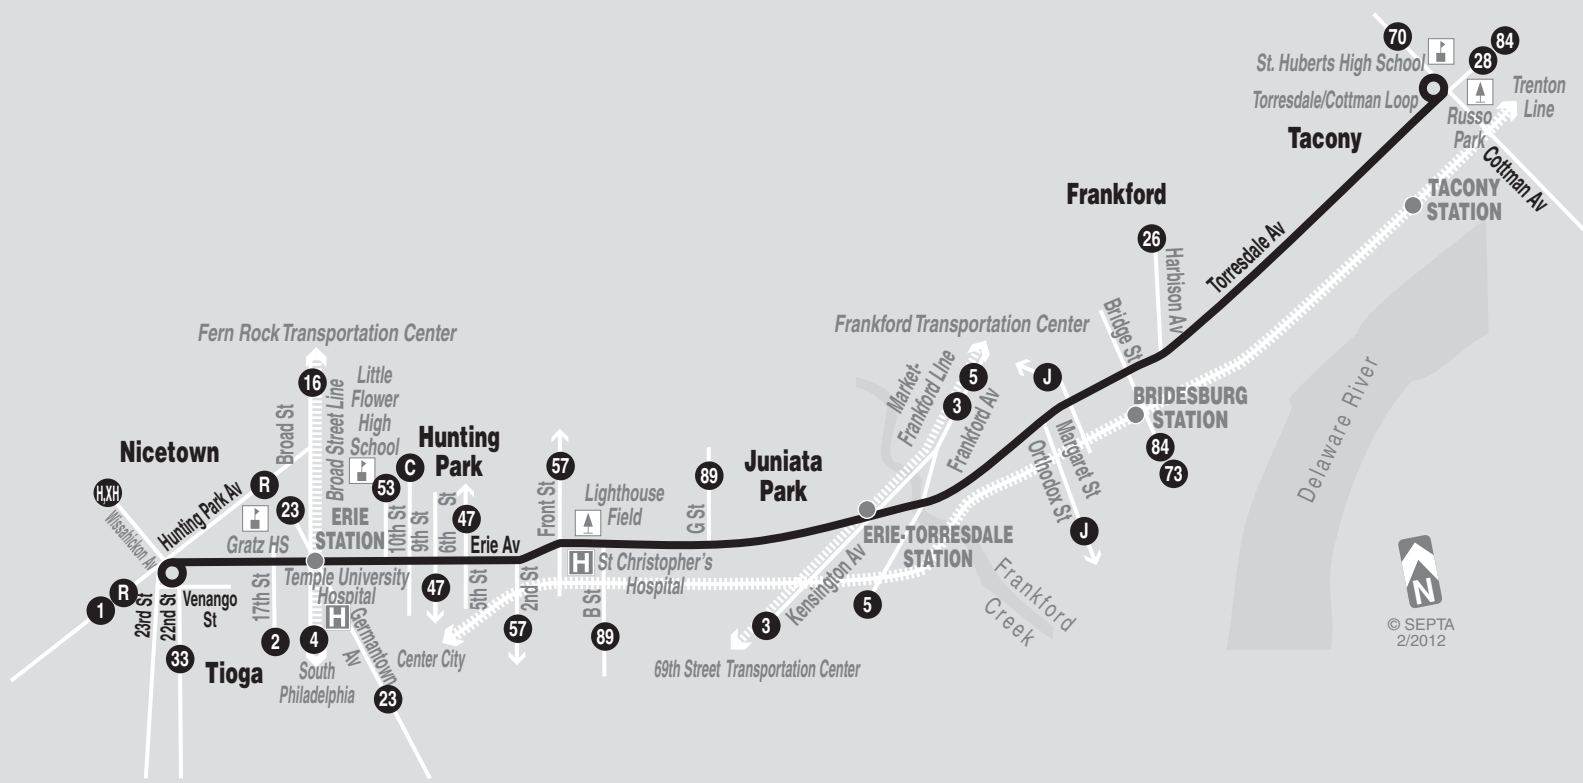 70
84
28
St. Huberts High School
Trenton
Line
Torresdale/Cottman Loop
Russo
Park
Tacony
Cottman Av
TACONY
STATION
Frankford
26
Harbison Av
Torresdale Av
Bridge St
Frankford Transportation Center
Market-
Frankford LIne
5
3
J
Frankford Av
BRIDESBURG
STATION
84
73
Margaret St
Orthodox St
J
Delaware River
Fern Rock Transportation Center
16
Little
Flower
High
School
Broad St
Broad Street Line
Nicetown
Hunting
Park
C
53
57
89
Juniata
Park
H,XH
R
23
Hunting Park Av
Wissahickon Av
Gratz HS
ERIE
STATION
10th St
9th St
6th St
47
Erie Av
Front St
Lighthouse
Field
G St
ERIE-TORRESDALE
STATION
St Christopher's
Hospital
Temple University
Hospital
H
H
47
5th St
2nd St
B St
Kensington Av
5
3
Frankford
Creek
N
© SEPTA
2/2012
R
1
23rd St
22nd St
Venango
St
17th St
2
4
Germantown
Av
57
89
33
Tioga
South
Philadelphia
Center City
69th Street Transportation Center
23